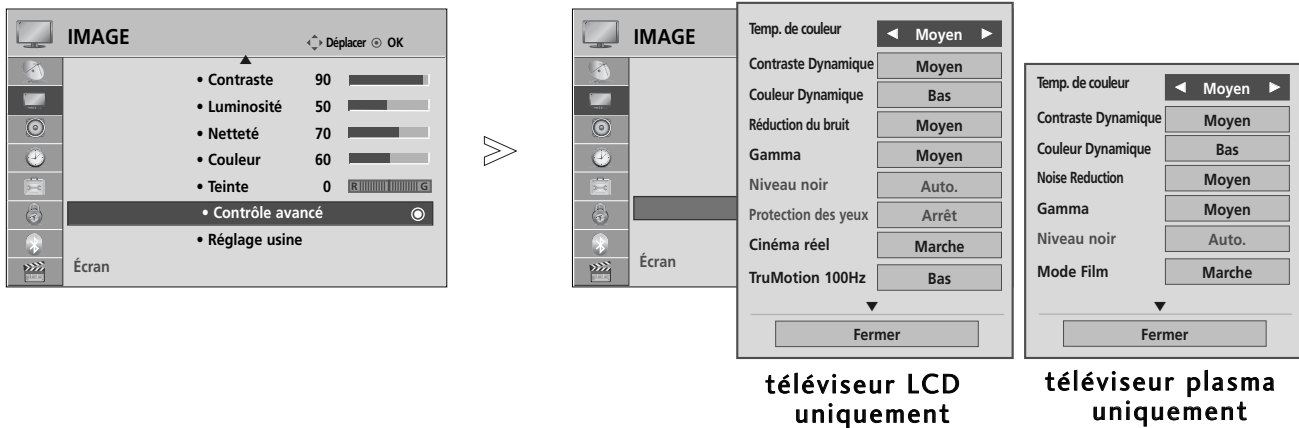 IMAGE
Déplacer OK
• Contraste 90
• Luminosité 50
• Netteté 70
• Couleur 60
• Teinte 0 R G
• Contrôle avancé
• Réglage usine
Écran
IMAGE
Écran
Temp. de couleur Moyen
Contraste Dynamique Moyen
Couleur Dynamique Bas
Réduction du bruit Moyen
Gamma Moyen
Niveau noir Auto.
Protection des yeux Arrêt
Cinéma réel Marche
TruMotion 100Hz Bas
Fermer
téléviseur LCD
uniquement
Temp. de couleur Moyen
Contraste Dynamique Moyen
Couleur Dynamique Bas
Noise Reduction Moyen
Gamma Moyen
Niveau noir Auto.
Mode Film Marche
Fermer
téléviseur plasma
uniquement